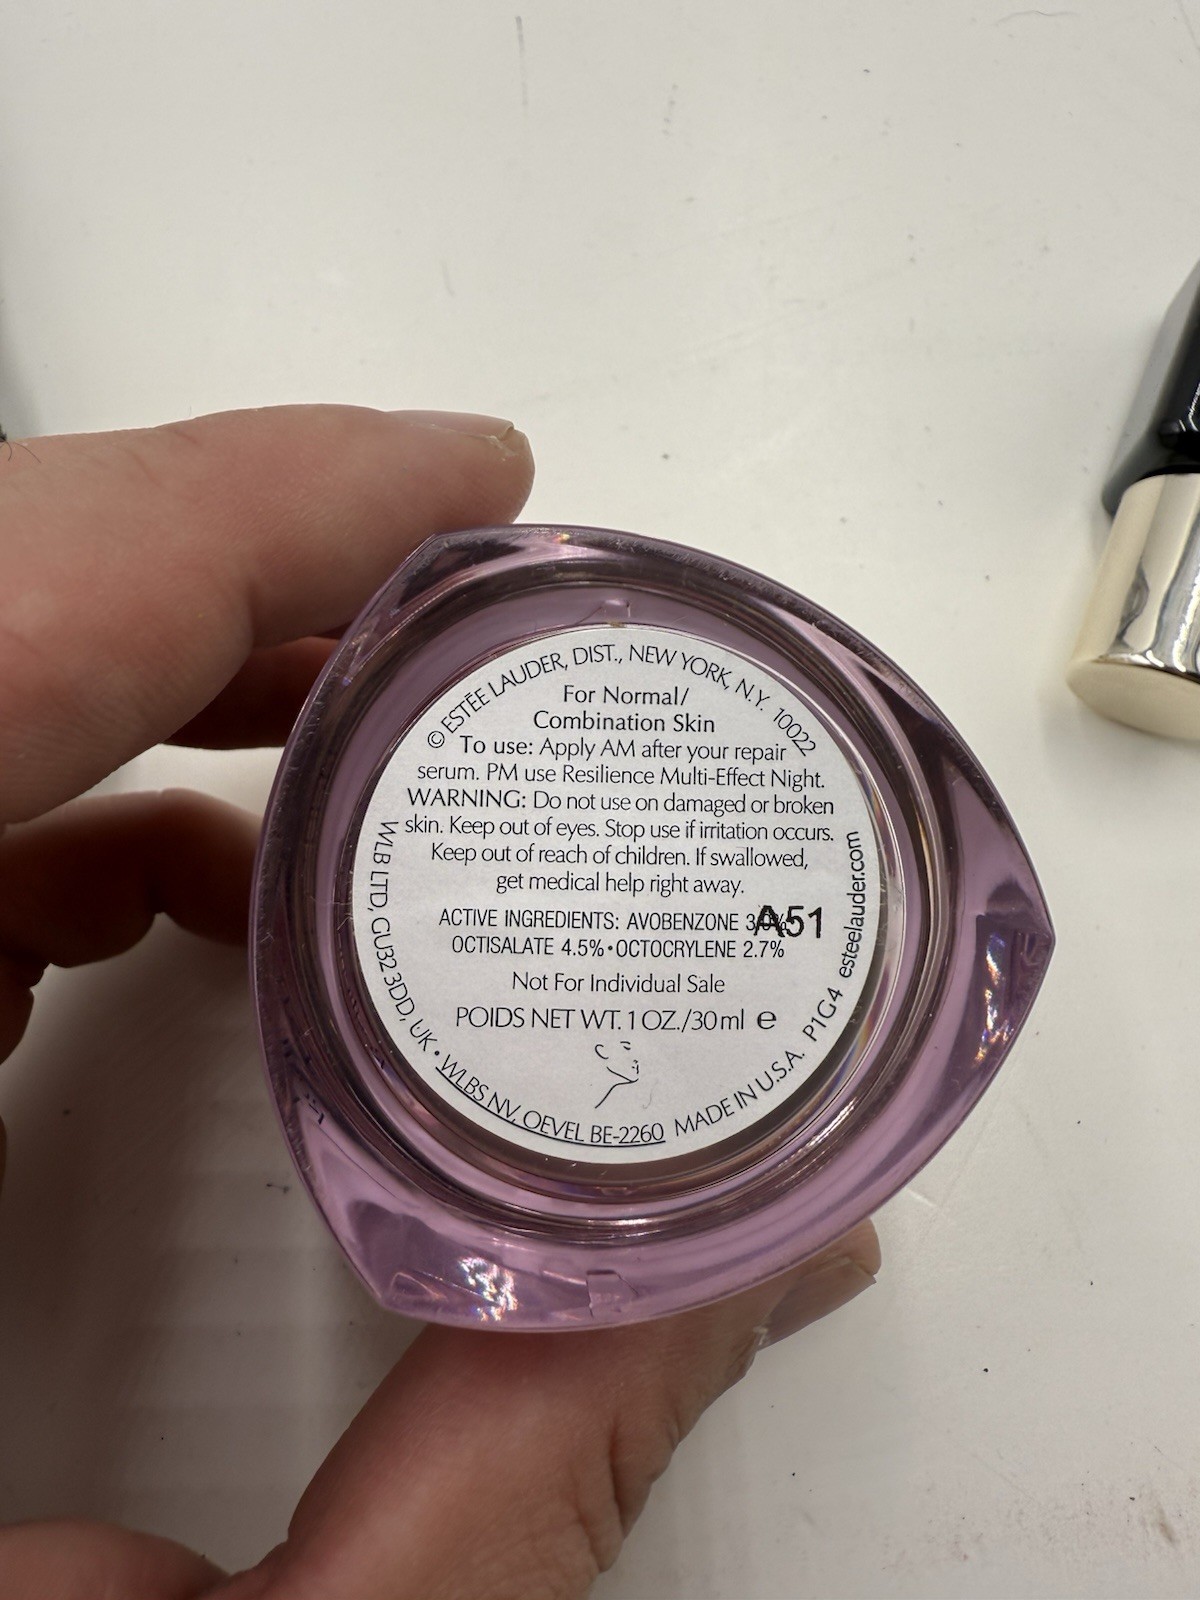 © ESTĒE LAUDER, DIST., NEW YORK, N.Y. 10022
For Normal/
Combination Skin
To use: Apply AM after your repair
serum. PM use Resilience Multi-Effect Night.
WARNING: Do not use on damaged or broken
skin. Keep out of eyes. Stop use if irritation occurs.
Keep out of reach of children. If swallowed,
get medical help right away.
ACTIVE INGREDIENTS: AVOBENZONE
A51
OCTISALATE 4.5% • OCTOCRYLENE 2.7%
Not For Individual Sale
POIDS NET WT. 1 OZ./30 ml e
WLB LTD, GU32 3DD, UK • WLBS NV, OEVEL BE-2260 MADE IN U.S.A. P1G4 esteelauder.com